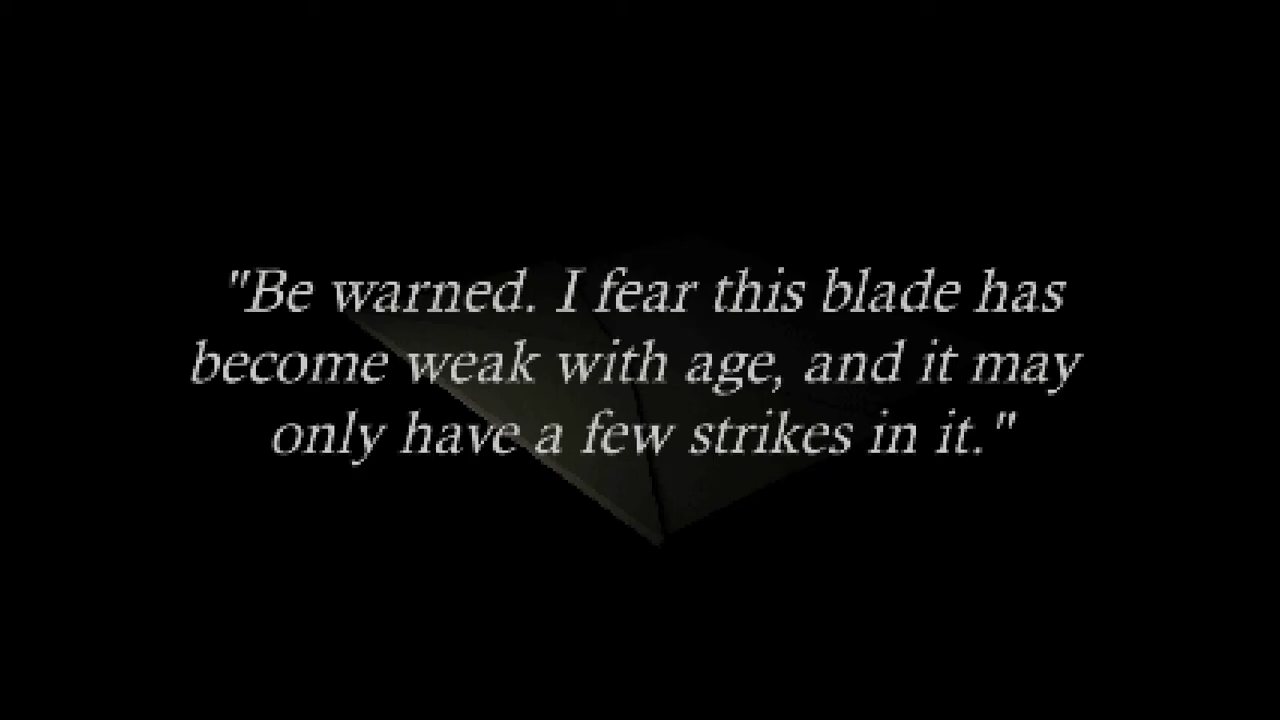 "Be warned. I fear this blade has
become weak with age, and it may
only have a few strikes in it."